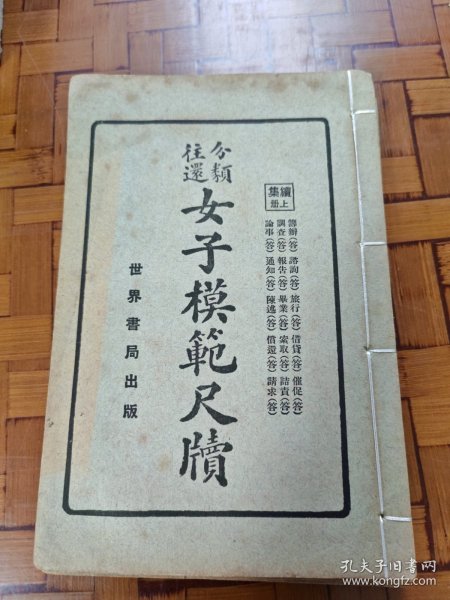 續集
上册
籌辦(答) 諮詢(答) 旅行(答) 借貸(答) 催促(答)
調查(答) 報告(答) 畢業(答) 索取(答) 詰責(答)
論事(答) 通知(答) 陳述(答) 償還(答) 請求(答)
分類
往還
女子模範尺牘
世界書局出版
孔夫子旧书网
www.kongfz.com